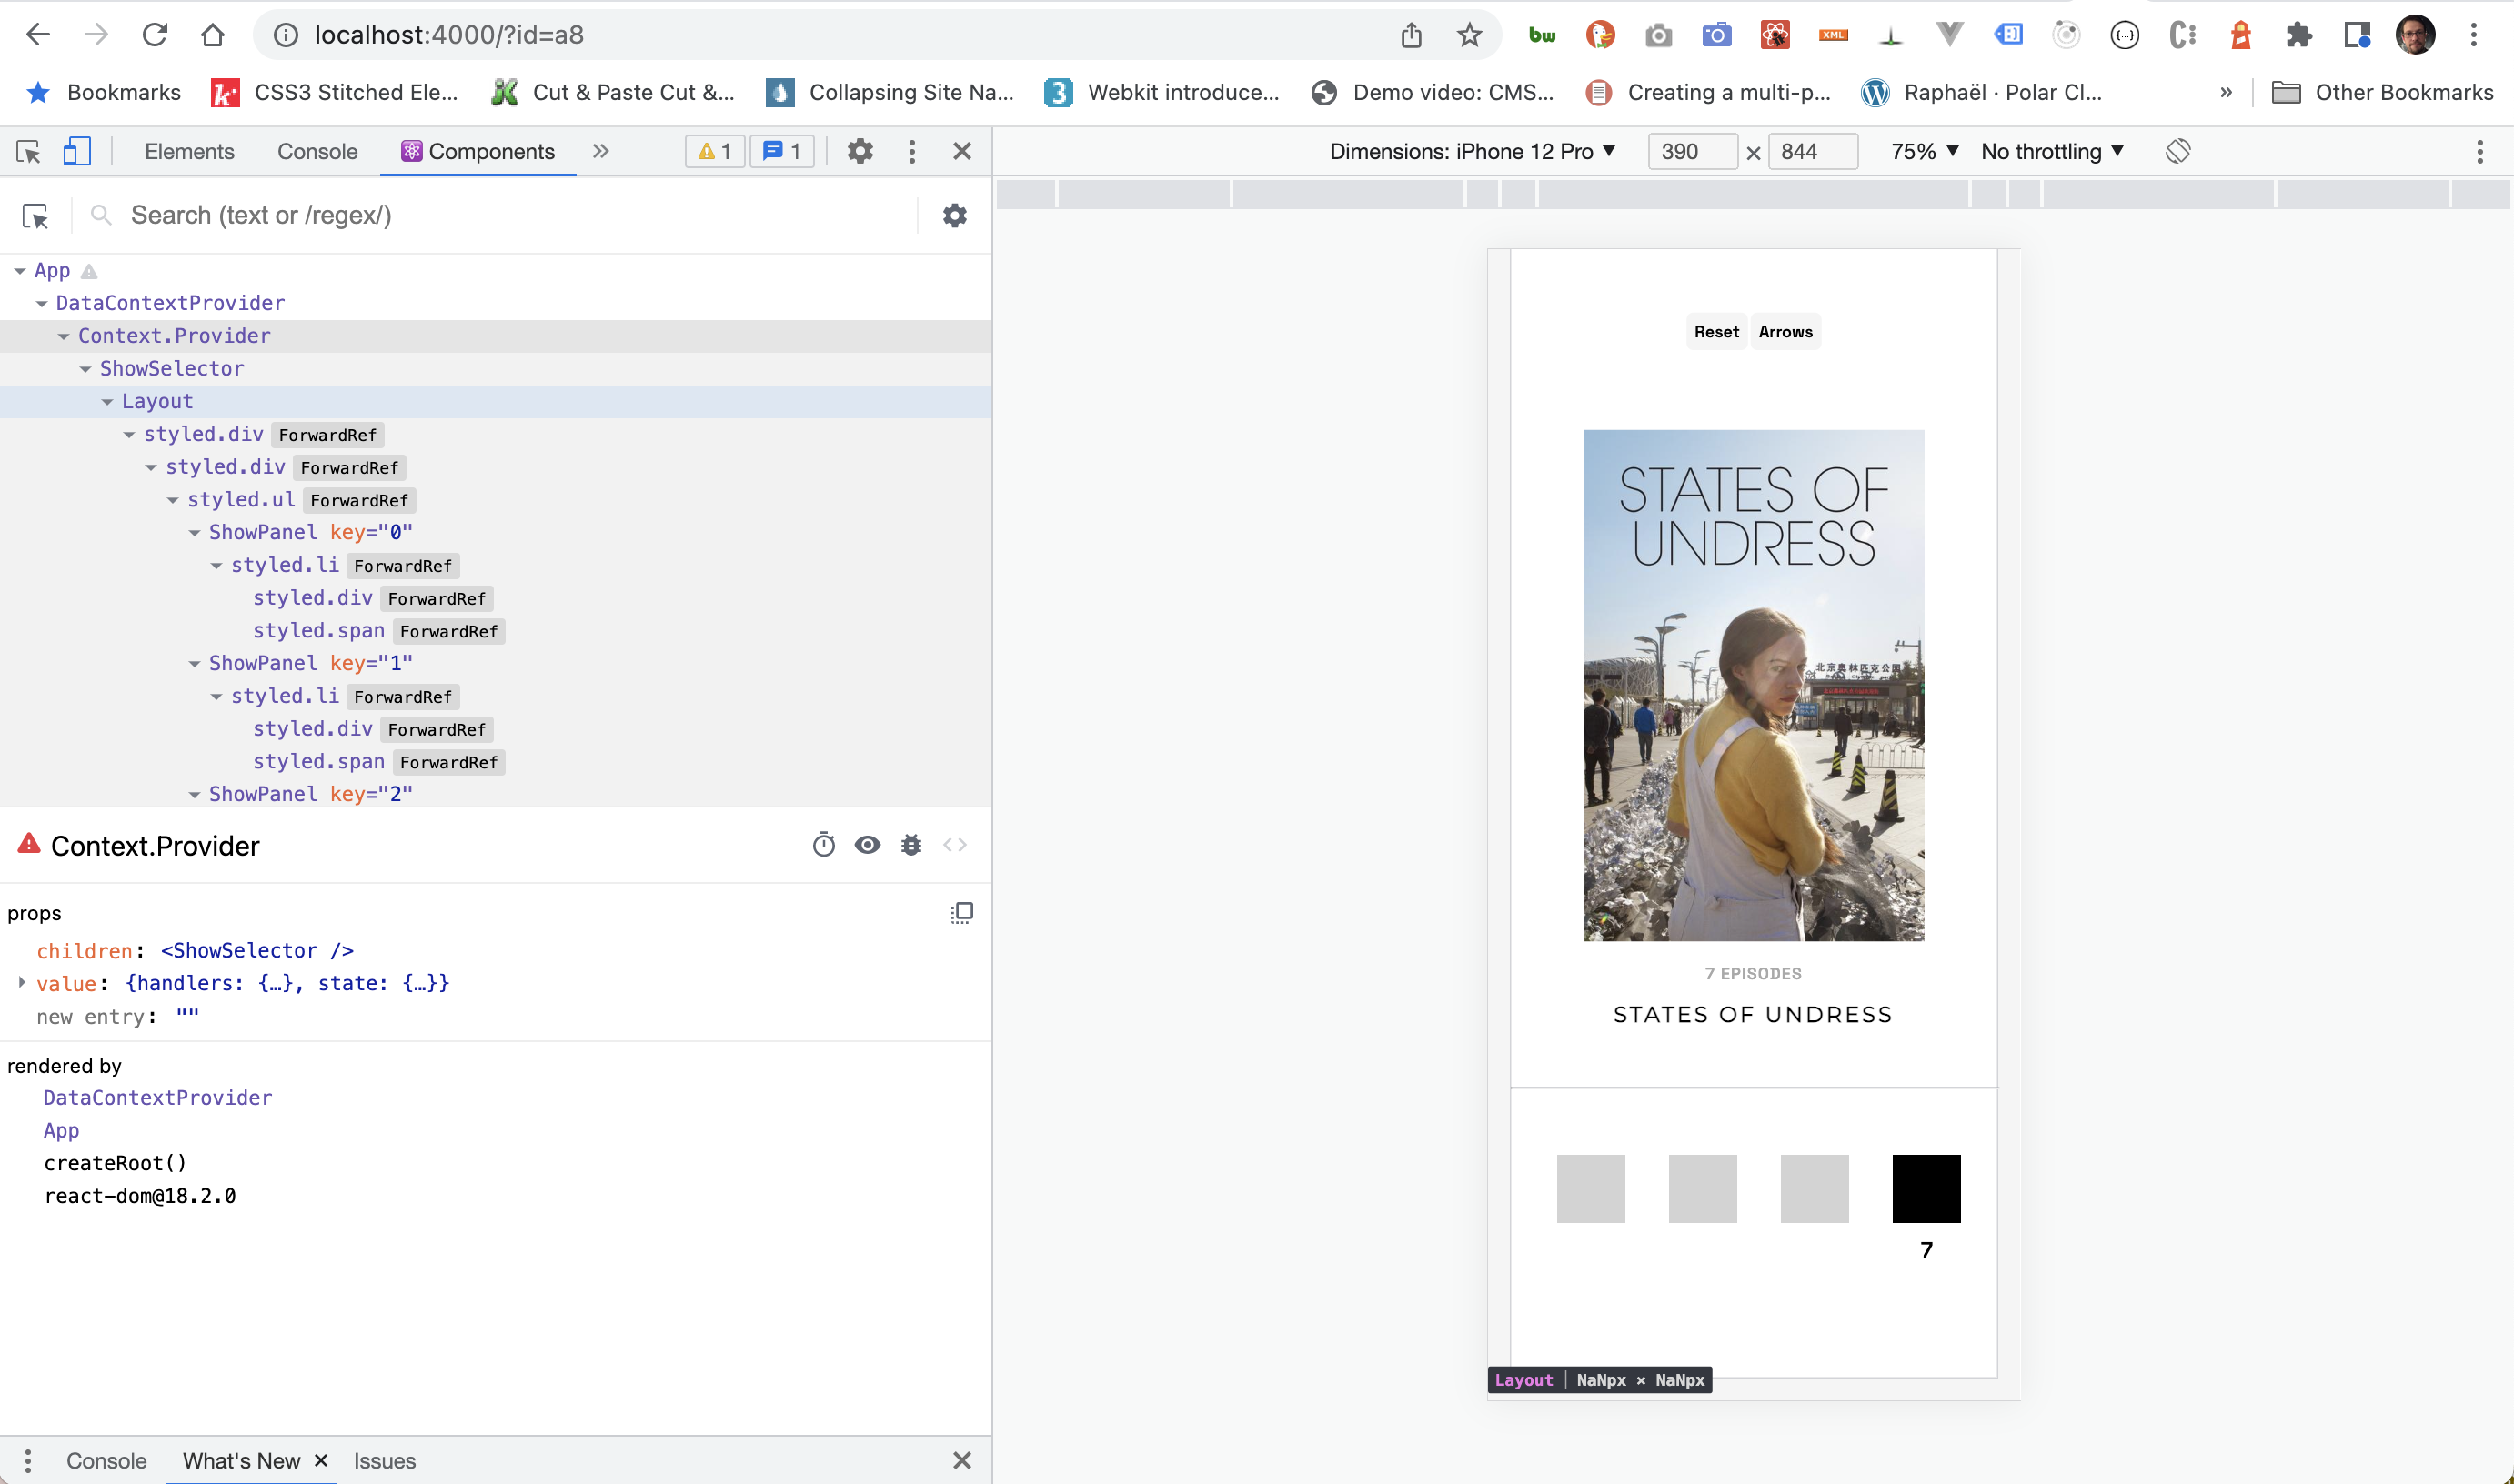 localhost:4000/?id=a8
bw
XML
Bookmarks
CSS3 Stitched Ele...
Cut & Paste Cut &...
Collapsing Site Na...
Webkit introduce...
Demo video: CMS...
Creating a multi-p...
Raphaël · Polar Cl...
»
Other Bookmarks
Elements
Console
Components
»
1
1
Dimensions: iPhone 12 Pro ▼
390 × 844
75% ▼
No throttling ▼
Search (text or /regex/)
App
DataContextProvider
Context.Provider
ShowSelector
Layout
styled.div ForwardRef
styled.div ForwardRef
styled.ul ForwardRef
ShowPanel key="0"
styled.li ForwardRef
styled.div ForwardRef
styled.span ForwardRef
ShowPanel key="1"
styled.li ForwardRef
styled.div ForwardRef
styled.span ForwardRef
ShowPanel key="2"
Context.Provider
props
children: <ShowSelector />
value: {handlers: {…}, state: {…}}
new entry: ""
rendered by
DataContextProvider
App
createRoot()
react-dom@18.2.0
Console
What's New ×
Issues
Reset
Arrows
STATES OF
UNDRESS
北京奥林匹克公园
7 EPISODES
STATES OF UNDRESS
7
Layout | NaNpx × NaNpx